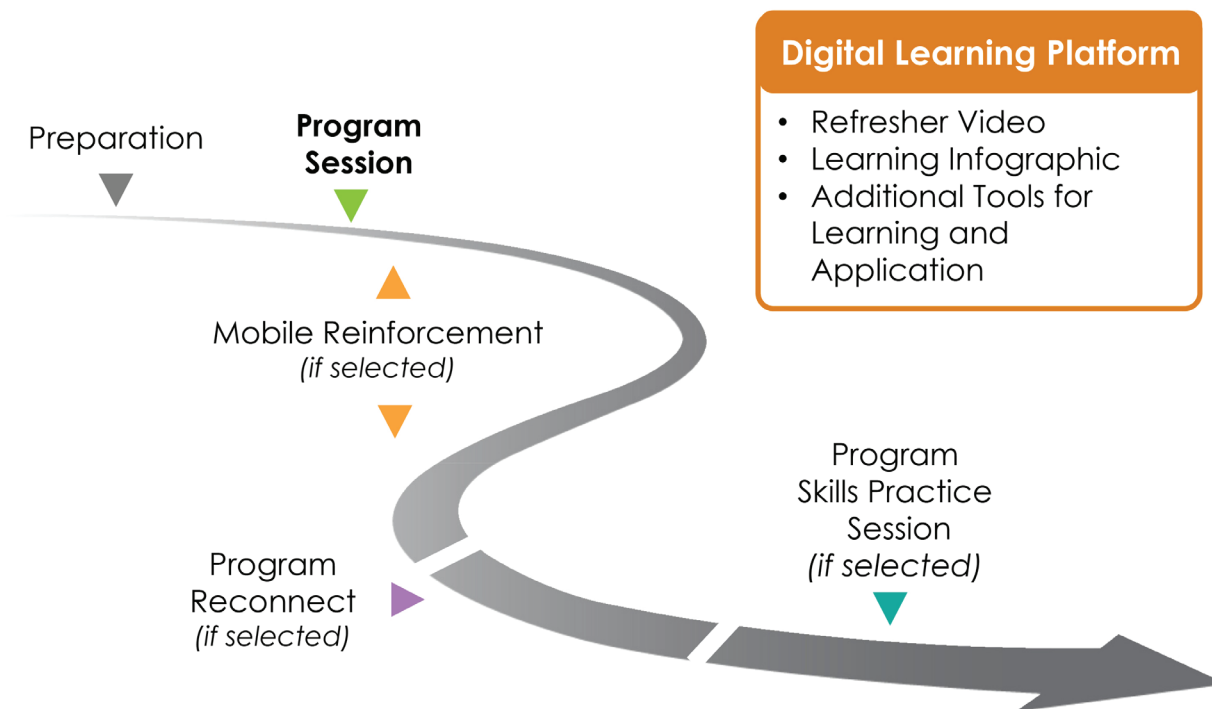 Digital Learning Platform
• Refresher Video
• Learning Infographic
• Additional Tools for
Learning and
Application
Preparation
Program
Session
Mobile Reinforcement
(if selected)
Program
Reconnect
(if selected)
Program
Skills Practice
Session
(if selected)